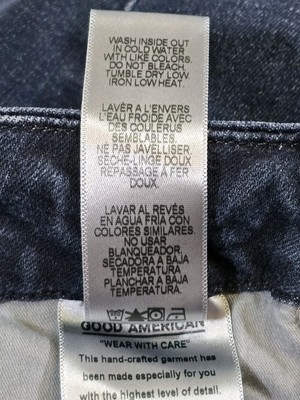 WASH INSIDE OUT
IN COLD WATER
WITH LIKE COLORS.
DO NOT BLEACH.
TUMBLE DRY LOW.
IRON LOW HEAT.
LAVÉR A L'ENVERS
L'EAU FROIDE AVEC
DES COULERUS
SEMBLABLES.
NE PAS JAVELLISER.
SÈCHE-LINGE DOUX
REPASSAGE A FER
DOUX.
LAVAR AL REVÉS
EN AGUA FRIA CON
COLORES SIMILARES.
NO USAR
BLANQUEADOR.
SECADORA A BAJA
TEMPERATURA
PLANCHAR A BAJA
TEMPERATURA.
GOOD AMERICAN
"WEAR WITH CARE"
This hand-crafted garment has
been made especially for you
with the highest level of detail.